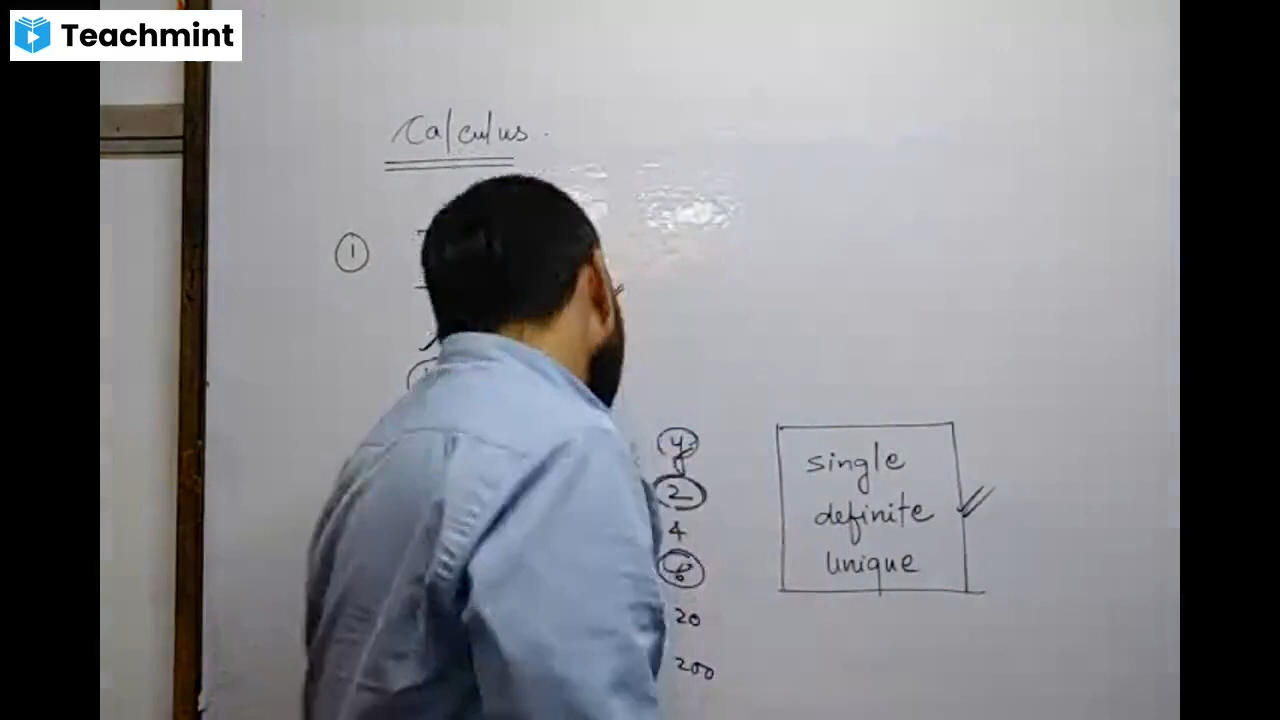 Teachmint
Calculus.
1
y
2
4
6
20
200
single
definite
unique